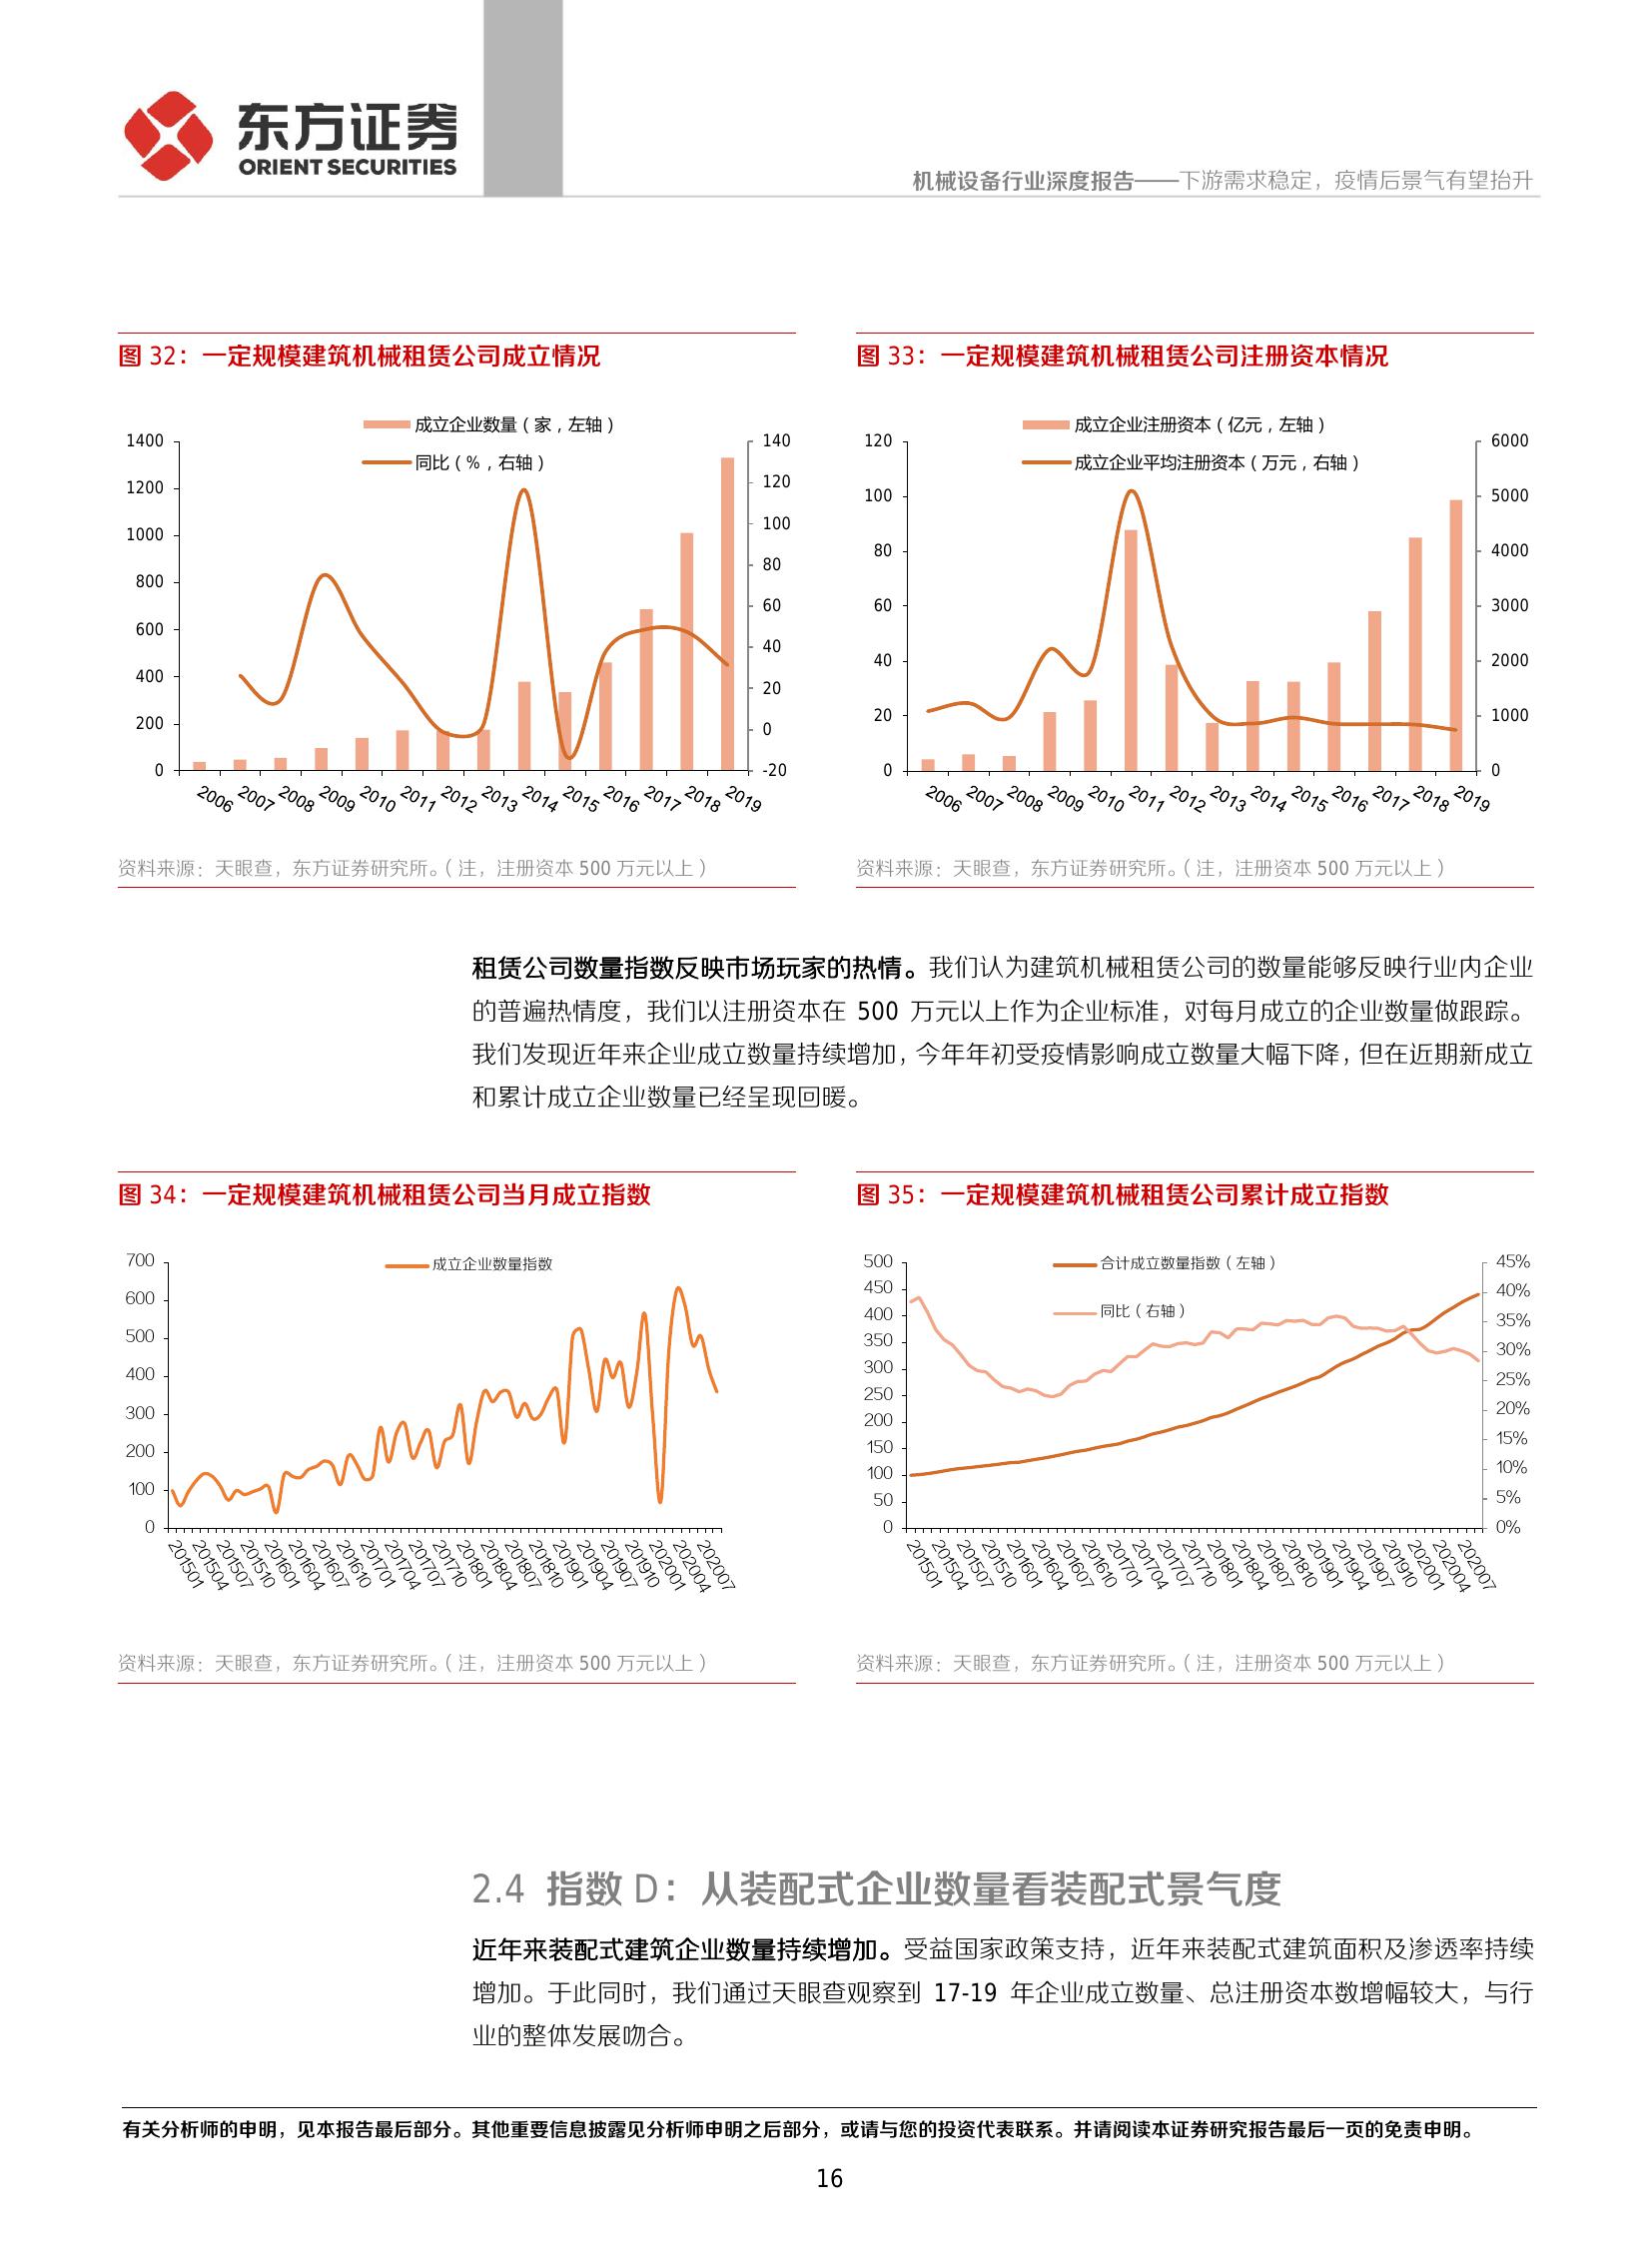 东方证券
ORIENT SECURITIES
机械设备行业深度报告——下游需求稳定，疫情后景气有望抬升
图 32：一定规模建筑机械租赁公司成立情况
成立企业数量（家，左轴）
同比（%，右轴）
1400
1200
1000
800
600
400
200
0
140
120
100
80
60
40
20
0
-20
2006 2007 2008 2009 2010 2011 2012 2013 2014 2015 2016 2017 2018 2019
资料来源：天眼查，东方证券研究所。（注，注册资本 500 万元以上）
图 33：一定规模建筑机械租赁公司注册资本情况
成立企业注册资本（亿元，左轴）
成立企业平均注册资本（万元，右轴）
120
100
80
60
40
20
0
6000
5000
4000
3000
2000
1000
0
2006 2007 2008 2009 2010 2011 2012 2013 2014 2015 2016 2017 2018 2019
资料来源：天眼查，东方证券研究所。（注，注册资本 500 万元以上）
租赁公司数量指数反映市场玩家的热情。我们认为建筑机械租赁公司的数量能够反映行业内企业
的普遍热情度，我们以注册资本在 500 万元以上作为企业标准，对每月成立的企业数量做跟踪。
我们发现近年来企业成立数量持续增加，今年年初受疫情影响成立数量大幅下降，但在近期新成立
和累计成立企业数量已经呈现回暖。
图 34：一定规模建筑机械租赁公司当月成立指数
成立企业数量指数
700
600
500
400
300
200
100
0
201501 201504 201507 201510 201601 201604 201607 201610 201701 201704 201707 201710 201801 201804 201807 201810 201901 201904 201907 201910 202001 202004 202007
资料来源：天眼查，东方证券研究所。（注，注册资本 500 万元以上）
图 35：一定规模建筑机械租赁公司累计成立指数
合计成立数量指数（左轴）
同比（右轴）
500
450
400
350
300
250
200
150
100
50
0
45%
40%
35%
30%
25%
20%
15%
10%
5%
0%
201501 201504 201507 201510 201601 201604 201607 201610 201701 201704 201707 201710 201801 201804 201807 201810 201901 201904 201907 201910 202001 202004 202007
资料来源：天眼查，东方证券研究所。（注，注册资本 500 万元以上）
2.4 指数 D：从装配式企业数量看装配式景气度
近年来装配式建筑企业数量持续增加。受益国家政策支持，近年来装配式建筑面积及渗透率持续
增加。于此同时，我们通过天眼查观察到 17-19 年企业成立数量、总注册资本数增幅较大，与行
业的整体发展吻合。
有关分析师的申明，见本报告最后部分。其他重要信息披露见分析师申明之后部分，或请与您的投资代表联系。并请阅读本证券研究报告最后一页的免责申明。
16